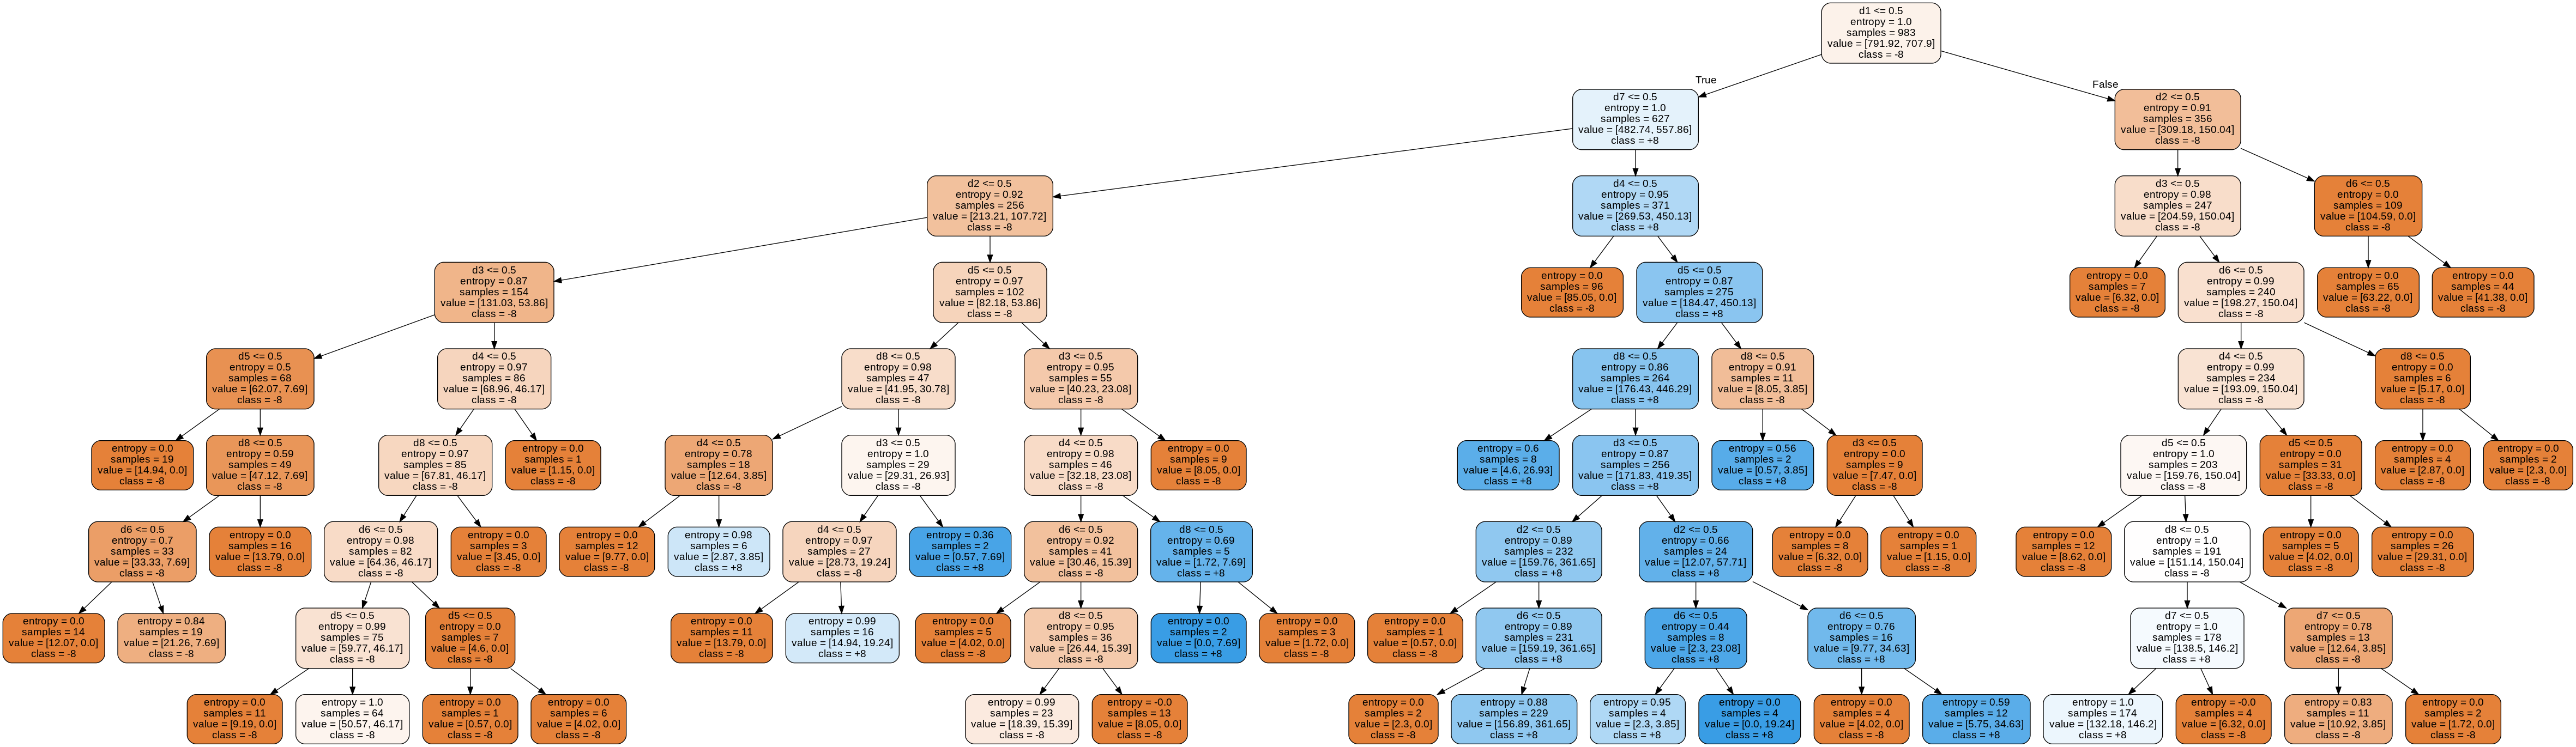 d1 <= 0.5
entropy = 1.0
samples = 983
value = [791.92, 707.9]
class = -8
True
False
d7 <= 0.5
entropy = 1.0
samples = 627
value = [482.74, 557.86]
class = +8
d2 <= 0.5
entropy = 0.91
samples = 356
value = [309.18, 150.04]
class = -8
d2 <= 0.5
entropy = 0.92
samples = 256
value = [213.21, 107.72]
class = -8
d4 <= 0.5
entropy = 0.95
samples = 371
value = [269.53, 450.13]
class = +8
d3 <= 0.5
entropy = 0.98
samples = 247
value = [204.59, 150.04]
class = -8
d6 <= 0.5
entropy = 0.0
samples = 109
value = [104.59, 0.0]
class = -8
d3 <= 0.5
entropy = 0.87
samples = 154
value = [131.03, 53.86]
class = -8
d5 <= 0.5
entropy = 0.97
samples = 102
value = [82.18, 53.86]
class = -8
entropy = 0.0
samples = 96
value = [85.05, 0.0]
class = -8
d5 <= 0.5
entropy = 0.87
samples = 275
value = [184.47, 450.13]
class = +8
entropy = 0.0
samples = 7
value = [6.32, 0.0]
class = -8
d6 <= 0.5
entropy = 0.99
samples = 240
value = [198.27, 150.04]
class = -8
entropy = 0.0
samples = 65
value = [63.22, 0.0]
class = -8
entropy = 0.0
samples = 44
value = [41.38, 0.0]
class = -8
d5 <= 0.5
entropy = 0.5
samples = 68
value = [62.07, 7.69]
class = -8
d4 <= 0.5
entropy = 0.97
samples = 86
value = [68.96, 46.17]
class = -8
d8 <= 0.5
entropy = 0.98
samples = 47
value = [41.95, 30.78]
class = -8
d3 <= 0.5
entropy = 0.95
samples = 55
value = [40.23, 23.08]
class = -8
d8 <= 0.5
entropy = 0.86
samples = 264
value = [176.43, 446.29]
class = +8
d8 <= 0.5
entropy = 0.91
samples = 11
value = [8.05, 3.85]
class = -8
d4 <= 0.5
entropy = 0.99
samples = 234
value = [193.09, 150.04]
class = -8
d8 <= 0.5
entropy = 0.0
samples = 6
value = [5.17, 0.0]
class = -8
entropy = 0.0
samples = 19
value = [14.94, 0.0]
class = -8
d8 <= 0.5
entropy = 0.59
samples = 49
value = [47.12, 7.69]
class = -8
d8 <= 0.5
entropy = 0.97
samples = 85
value = [67.81, 46.17]
class = -8
entropy = 0.0
samples = 1
value = [1.15, 0.0]
class = -8
d4 <= 0.5
entropy = 0.78
samples = 18
value = [12.64, 3.85]
class = -8
d3 <= 0.5
entropy = 1.0
samples = 29
value = [29.31, 26.93]
class = -8
d4 <= 0.5
entropy = 0.98
samples = 46
value = [32.18, 23.08]
class = -8
entropy = 0.0
samples = 9
value = [8.05, 0.0]
class = -8
entropy = 0.6
samples = 8
value = [4.6, 26.93]
class = +8
d3 <= 0.5
entropy = 0.87
samples = 256
value = [171.83, 419.35]
class = +8
entropy = 0.56
samples = 2
value = [0.57, 3.85]
class = +8
d3 <= 0.5
entropy = 0.0
samples = 9
value = [7.47, 0.0]
class = -8
d5 <= 0.5
entropy = 1.0
samples = 203
value = [159.76, 150.04]
class = -8
d5 <= 0.5
entropy = 0.0
samples = 31
value = [33.33, 0.0]
class = -8
entropy = 0.0
samples = 4
value = [2.87, 0.0]
class = -8
entropy = 0.0
samples = 2
value = [2.3, 0.0]
class = -8
d6 <= 0.5
entropy = 0.7
samples = 33
value = [33.33, 7.69]
class = -8
entropy = 0.0
samples = 16
value = [13.79, 0.0]
class = -8
d6 <= 0.5
entropy = 0.98
samples = 82
value = [64.36, 46.17]
class = -8
entropy = 0.0
samples = 3
value = [3.45, 0.0]
class = -8
entropy = 0.0
samples = 12
value = [9.77, 0.0]
class = -8
entropy = 0.98
samples = 6
value = [2.87, 3.85]
class = +8
d4 <= 0.5
entropy = 0.97
samples = 27
value = [28.73, 19.24]
class = -8
entropy = 0.36
samples = 2
value = [0.57, 7.69]
class = +8
d6 <= 0.5
entropy = 0.92
samples = 41
value = [30.46, 15.39]
class = -8
d8 <= 0.5
entropy = 0.69
samples = 5
value = [1.72, 7.69]
class = +8
d2 <= 0.5
entropy = 0.89
samples = 232
value = [159.76, 361.65]
class = +8
d2 <= 0.5
entropy = 0.66
samples = 24
value = [12.07, 57.71]
class = +8
entropy = 0.0
samples = 8
value = [6.32, 0.0]
class = -8
entropy = 0.0
samples = 1
value = [1.15, 0.0]
class = -8
entropy = 0.0
samples = 12
value = [8.62, 0.0]
class = -8
d8 <= 0.5
entropy = 1.0
samples = 191
value = [151.14, 150.04]
class = -8
entropy = 0.0
samples = 5
value = [4.02, 0.0]
class = -8
entropy = 0.0
samples = 26
value = [29.31, 0.0]
class = -8
entropy = 0.0
samples = 14
value = [12.07, 0.0]
class = -8
entropy = 0.84
samples = 19
value = [21.26, 7.69]
class = -8
d5 <= 0.5
entropy = 0.99
samples = 75
value = [59.77, 46.17]
class = -8
d5 <= 0.5
entropy = 0.0
samples = 7
value = [4.6, 0.0]
class = -8
entropy = 0.0
samples = 11
value = [13.79, 0.0]
class = -8
entropy = 0.99
samples = 16
value = [14.94, 19.24]
class = +8
entropy = 0.0
samples = 5
value = [4.02, 0.0]
class = -8
d8 <= 0.5
entropy = 0.95
samples = 36
value = [26.44, 15.39]
class = -8
entropy = 0.0
samples = 2
value = [0.0, 7.69]
class = +8
entropy = 0.0
samples = 3
value = [1.72, 0.0]
class = -8
entropy = 0.0
samples = 1
value = [0.57, 0.0]
class = -8
d6 <= 0.5
entropy = 0.89
samples = 231
value = [159.19, 361.65]
class = +8
d6 <= 0.5
entropy = 0.44
samples = 8
value = [2.3, 23.08]
class = +8
d6 <= 0.5
entropy = 0.76
samples = 16
value = [9.77, 34.63]
class = +8
d7 <= 0.5
entropy = 1.0
samples = 178
value = [138.5, 146.2]
class = +8
d7 <= 0.5
entropy = 0.78
samples = 13
value = [12.64, 3.85]
class = -8
entropy = 0.0
samples = 11
value = [9.19, 0.0]
class = -8
entropy = 1.0
samples = 64
value = [50.57, 46.17]
class = -8
entropy = 0.0
samples = 1
value = [0.57, 0.0]
class = -8
entropy = 0.0
samples = 6
value = [4.02, 0.0]
class = -8
entropy = 0.99
samples = 23
value = [18.39, 15.39]
class = -8
entropy = -0.0
samples = 13
value = [8.05, 0.0]
class = -8
entropy = 0.0
samples = 2
value = [2.3, 0.0]
class = -8
entropy = 0.88
samples = 229
value = [156.89, 361.65]
class = +8
entropy = 0.95
samples = 4
value = [2.3, 3.85]
class = +8
entropy = 0.0
samples = 4
value = [0.0, 19.24]
class = +8
entropy = 0.0
samples = 4
value = [4.02, 0.0]
class = -8
entropy = 0.59
samples = 12
value = [5.75, 34.63]
class = +8
entropy = 1.0
samples = 174
value = [132.18, 146.2]
class = +8
entropy = -0.0
samples = 4
value = [6.32, 0.0]
class = -8
entropy = 0.83
samples = 11
value = [10.92, 3.85]
class = -8
entropy = 0.0
samples = 2
value = [1.72, 0.0]
class = -8